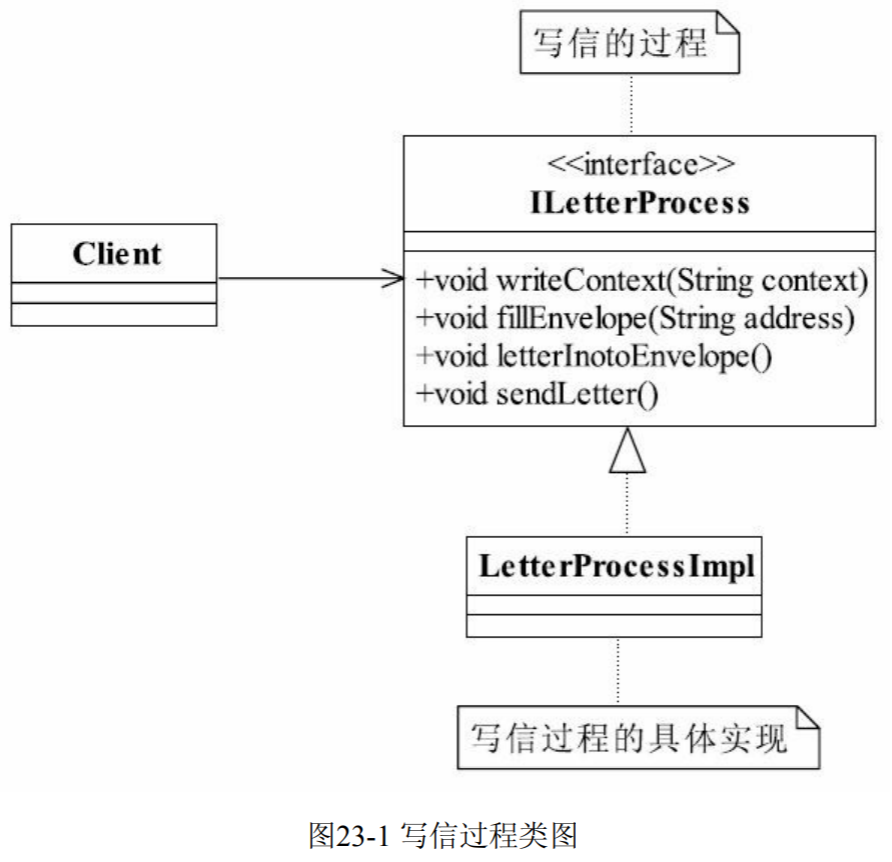 写信的过程
<<interface>>
ILetterProcess
Client
+void writeContext(String context)
+void fillEnvelope(String address)
+void letterInotoEnvelope()
+void sendLetter()
LetterProcessImpl
写信过程的具体实现
图23-1 写信过程类图